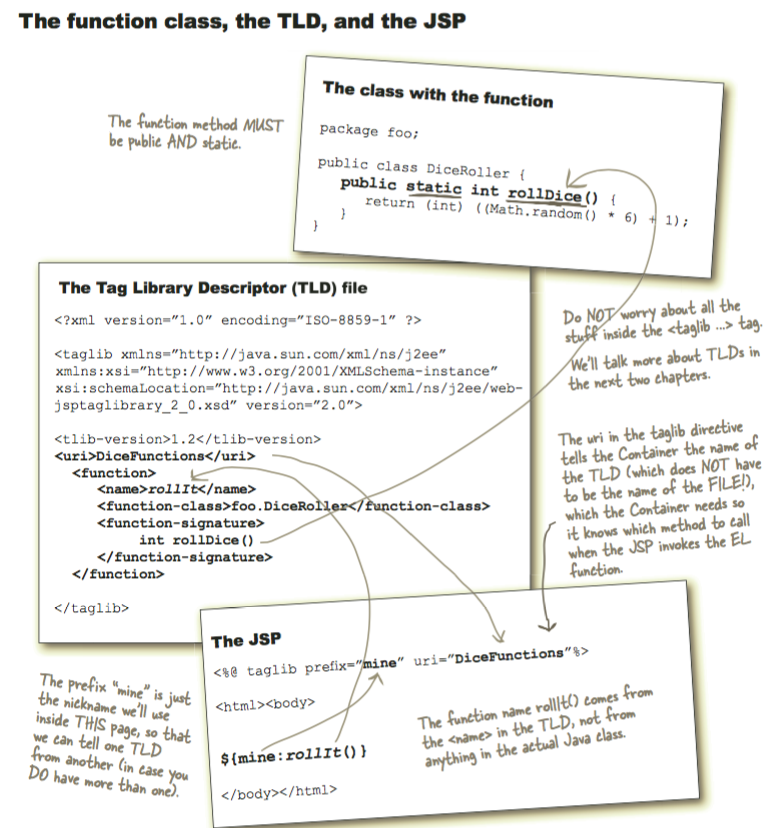 The function class, the TLD, and the JSP
The function method MUST
be public AND static.
The class with the function
package foo;
public class DiceRoller {
public static int rollDice() {
return (int) ((Math.random() * 6) + 1);
}
}
The Tag Library Descriptor (TLD) file
<?xml version="1.0" encoding="ISO-8859-1" ?>
<taglib xmlns="http://java.sun.com/xml/ns/j2ee"
xmlns:xsi="http://www.w3.org/2001/XMLSchema-instance"
xsi:schemaLocation="http://java.sun.com/xml/ns/j2ee/web-
jsptaglibrary_2_0.xsd" version="2.0">
<tlib-version>1.2</tlib-version>
<uri>DiceFunctions</uri>
<function>
<name>rollIt</name>
<function-class>foo.DiceRoller</function-class>
<function-signature>
int rollDice()
</function-signature>
</function>
</taglib>
Do NOT worry about all the
stuff inside the <taglib ...> tag.
We'll talk more about TLDs in
the next two chapters.
The uri in the taglib directive
tells the Container the name of
the TLD (which does NOT have
to be the name of the FILE!),
which the Container needs so
it knows which method to call
when the JSP invokes the EL
function.
The JSP
<%@ taglib prefix="mine" uri="DiceFunctions"%>
<html><body>
${mine:rollIt()}
</body></html>
The function name rollIt() comes from
the <name> in the TLD, not from
anything in the actual Java class.
The prefix "mine" is just
the nickname we'll use
inside THIS page, so that
we can tell one TLD
from another (in case you
DO have more than one).